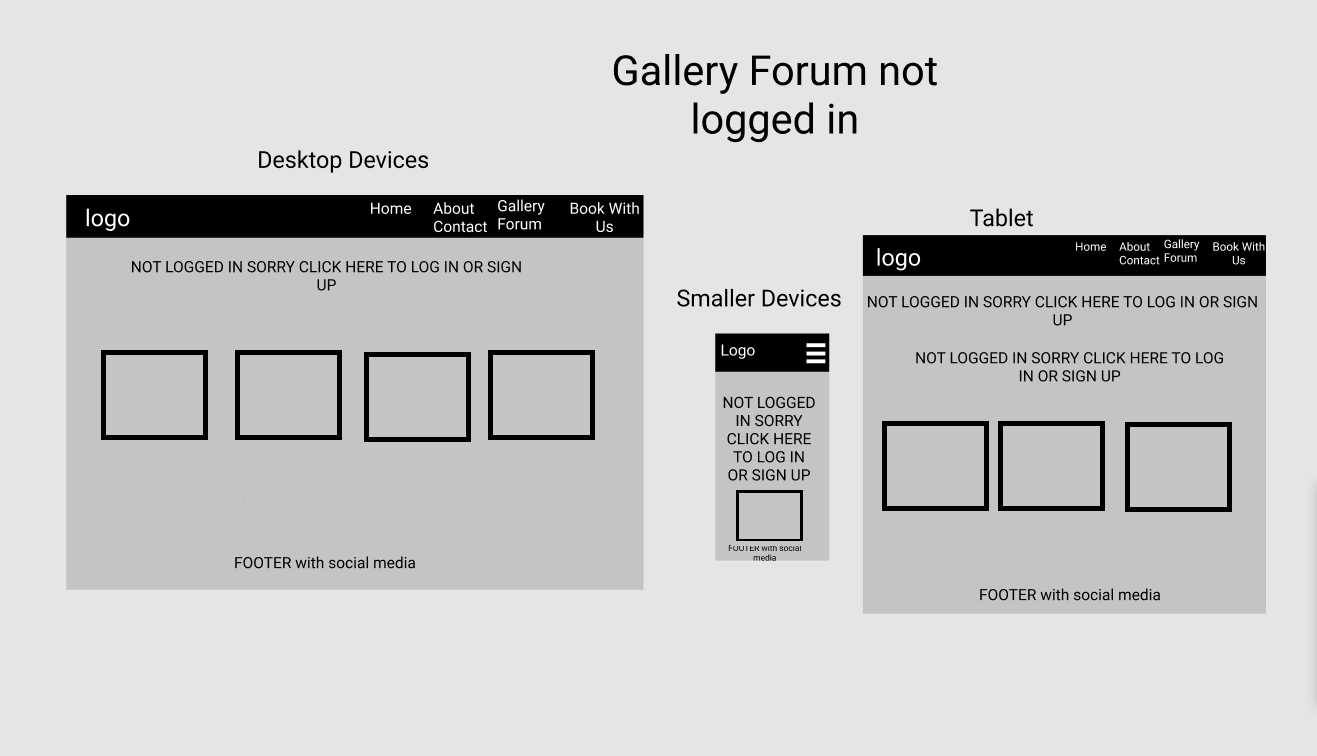 Gallery Forum not
logged in
Desktop Devices
logo
Home
About
Contact
Gallery
Forum
Book With
Us
NOT LOGGED IN SORRY CLICK HERE TO LOG IN OR SIGN
UP
FOOTER with social media
Smaller Devices
Logo
NOT LOGGED
IN SORRY
CLICK HERE
TO LOG IN
OR SIGN UP
FOOTER with social
media
Tablet
logo
Home
About
Contact
Gallery
Forum
Book With
Us
NOT LOGGED IN SORRY CLICK HERE TO LOG IN OR SIGN
UP
NOT LOGGED IN SORRY CLICK HERE TO LOG
IN OR SIGN UP
FOOTER with social media